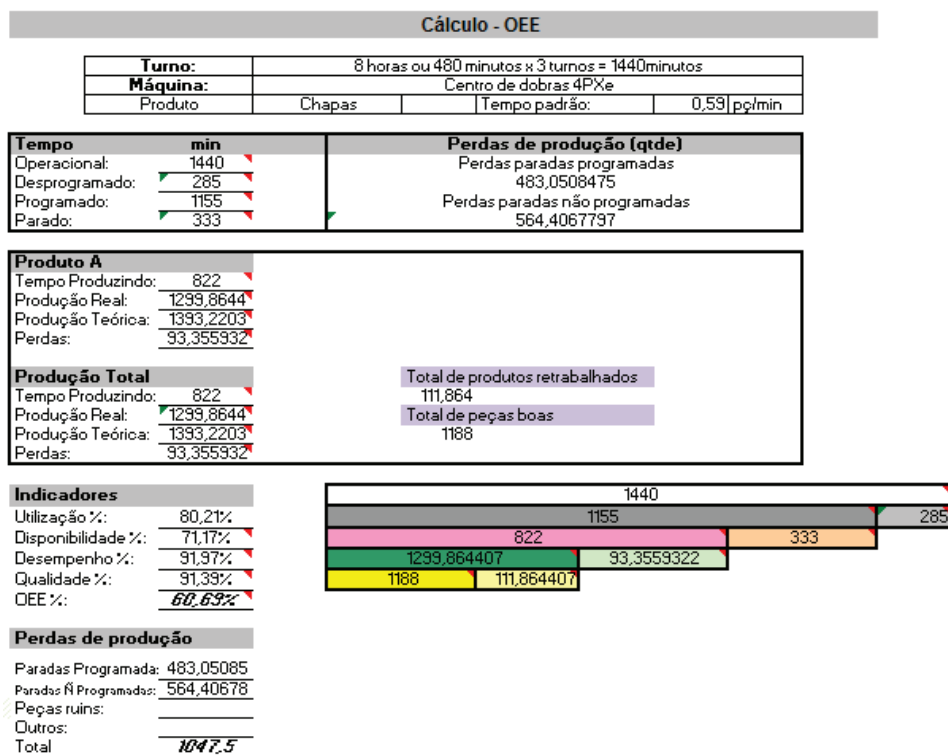 Cálculo - OEE
Turno: 8 horas ou 480 minutos x 3 turnos = 1440minutos
Máquina: Centro de dobras 4PXe
Produto Chapas Tempo padrão: 0,59 pç/min
Tempo min Perdas de produção (qtde)
Operacional: 1440 Perdas paradas programadas
Desprogramado: 285 483,0508475
Programado: 1155 Perdas paradas não programadas
Parado: 333 564,4067797
Produto A
Tempo Produzindo: 822
Produção Real: 1299,8644
Produção Teórica: 1393,2203
Perdas: 93,355932
Produção Total Total de produtos retrabalhados
Tempo Produzindo: 822 111,864
Produção Real: 1299,8644 Total de peças boas
Produção Teórica: 1393,2203 1188
Perdas: 93,355932
Indicadores 1440
Utilização %: 80,21% 1155 285
Disponibilidade %: 71,17% 822 333
Desempenho %: 91,97% 1299,864407 93,3559322
Qualidade %: 91,39% 1188 111,864407
OEE %: 60,69%
Perdas de produção
Paradas Programada: 483,05085
Paradas Ñ Programadas: 564,40678
Peças ruins:
Outros:
Total 1047,5